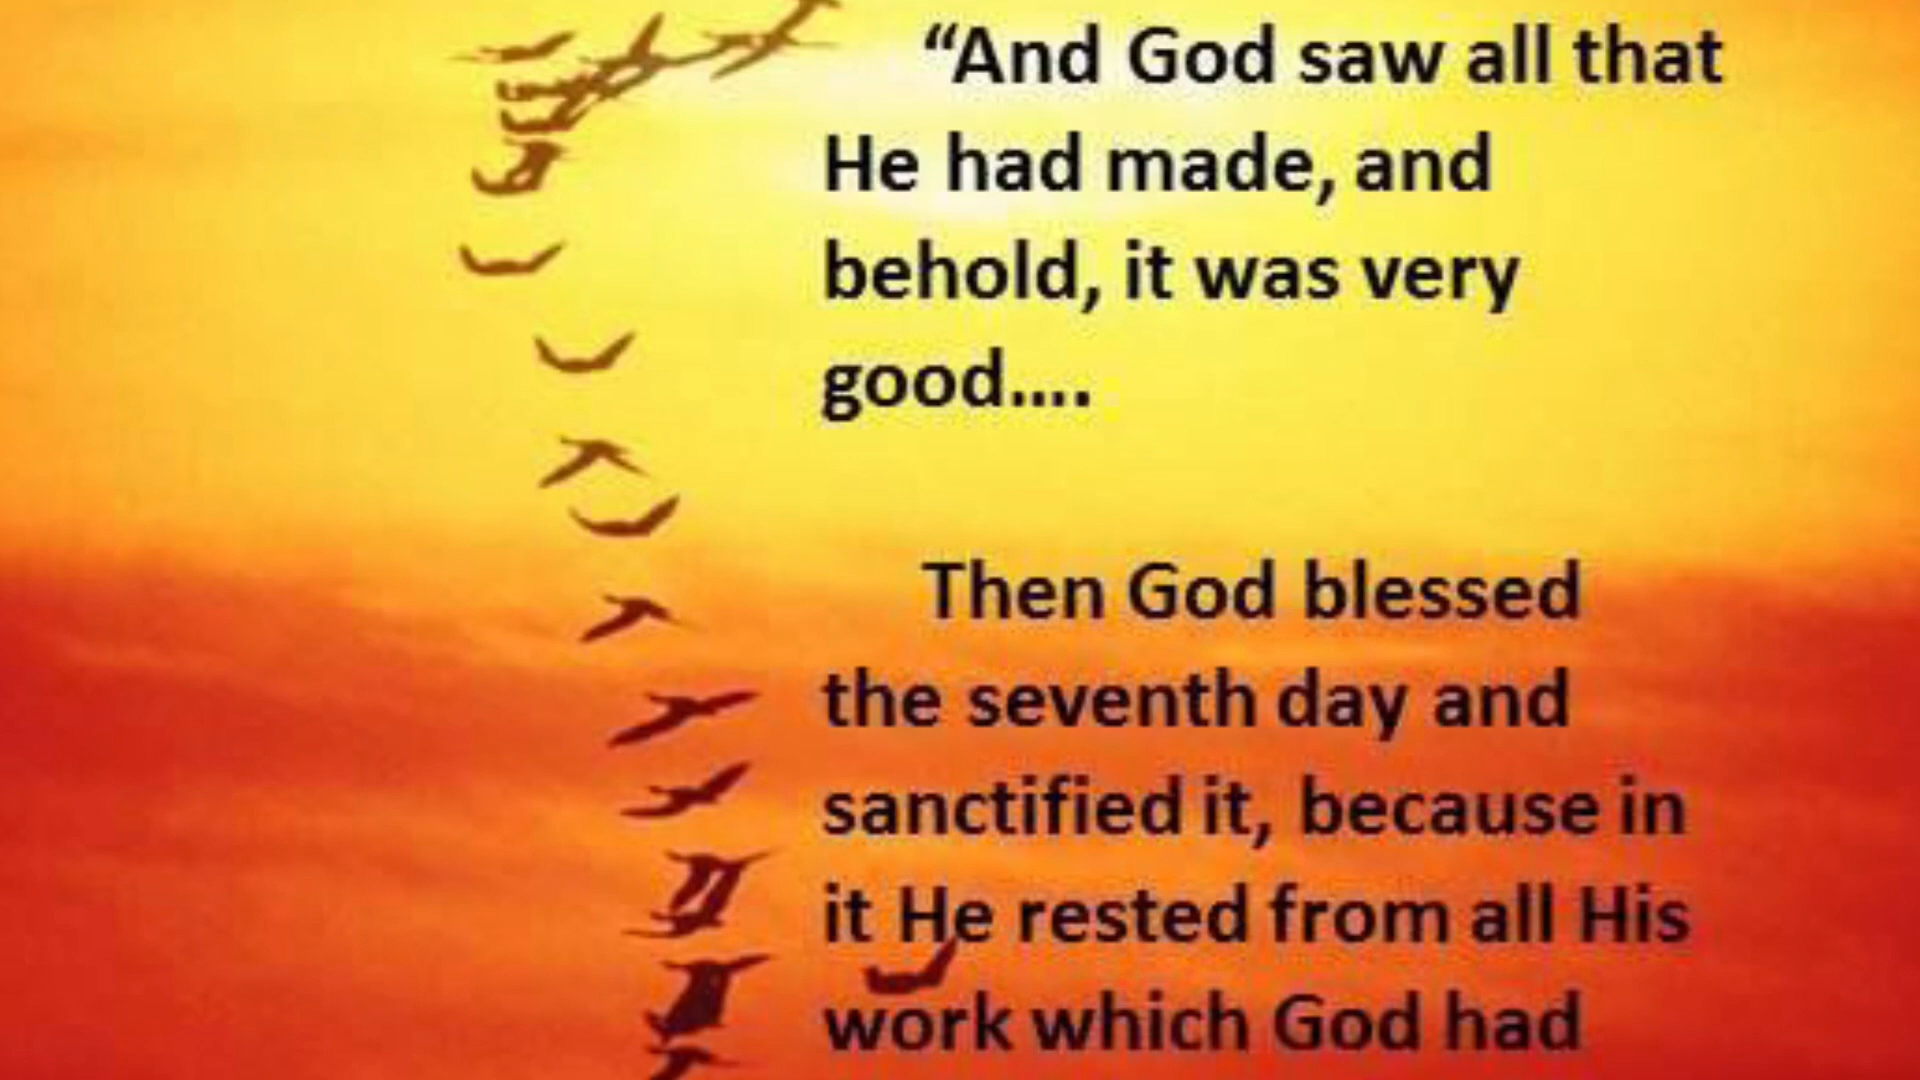 “And God saw all that
He had made, and
behold, it was very
good....
Then God blessed
the seventh day and
sanctified it, because in
it He rested from all His
work which God had